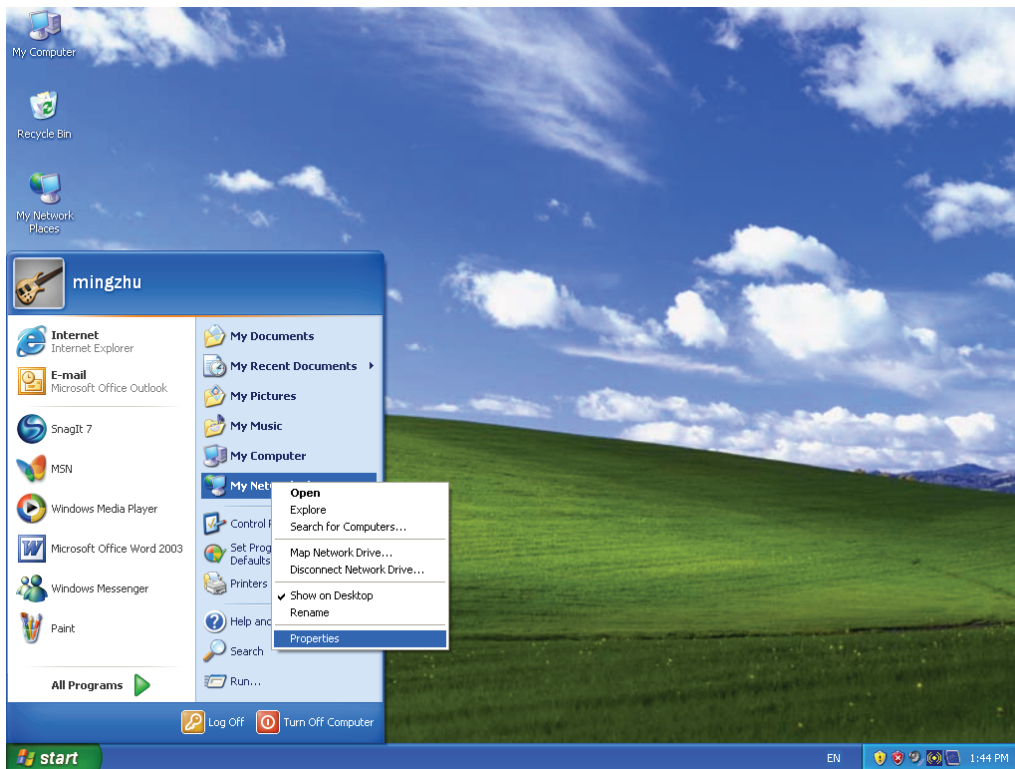 My Computer
Recycle Bin
My Network
Places
mingzhu
Internet
Internet Explorer
E-mail
Microsoft Office Outlook
SnagIt 7
MSN
Windows Media Player
Microsoft Office Word 2003
Windows Messenger
Paint
All Programs
My Documents
My Recent Documents
My Pictures
My Music
My Computer
My Net
Control
Set Prog
Defaults
Printers
Help and
Search
Run...
Open
Explore
Search for Computers...
Map Network Drive...
Disconnect Network Drive...
Show on Desktop
Rename
Properties
Log Off
Turn Off Computer
start
EN
1:44 PM